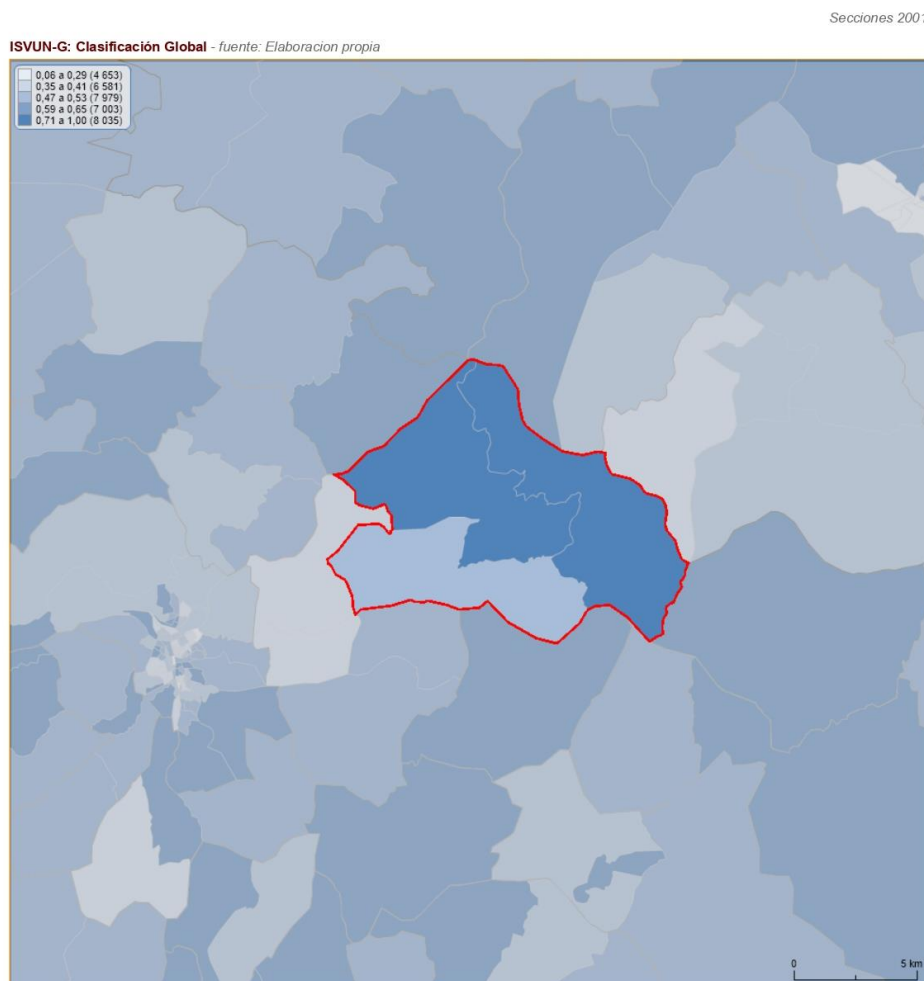 Secciones 2001
ISVUN-G: Clasificación Global - fuente: Elaboracion propia
0,06 a 0,29 (4 653)
0,35 a 0,41 (6 581)
0,47 a 0,53 (7 979)
0,59 a 0,65 (7 003)
0,71 a 1,00 (8 035)
0 5 km